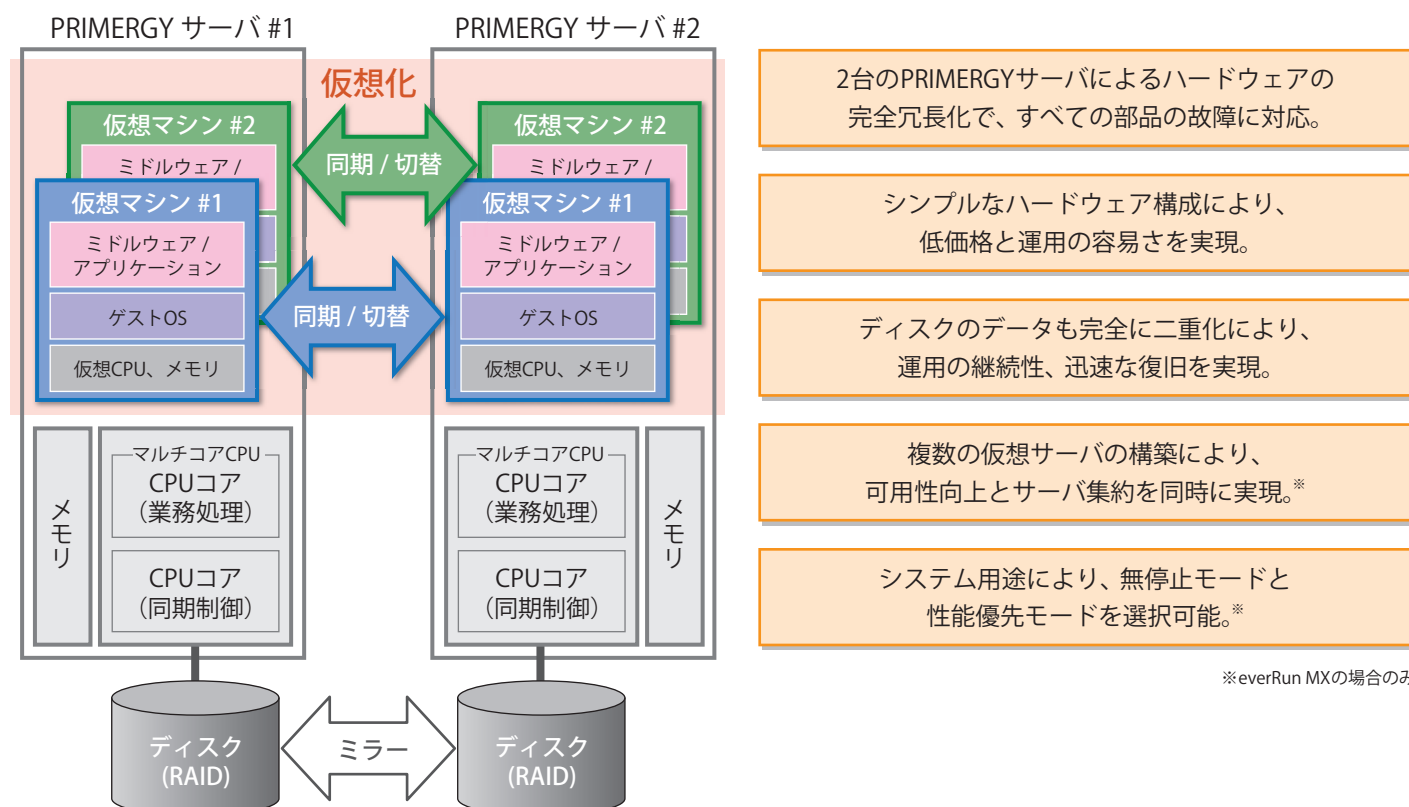 PRIMERGY サーバ #1
PRIMERGY サーバ #2
仮想化
仮想マシン #2
ミドルウェア /
仮想マシン #1
ミドルウェア /
アプリケーション
ゲストOS
仮想CPU、メモリ
同期 / 切替
同期 / 切替
仮想マシン #2
ミドルウェア /
仮想マシン #1
ミドルウェア /
アプリケーション
ゲストOS
仮想CPU、メモリ
メモリ
マルチコアCPU
CPUコア
（業務処理）
CPUコア
（同期制御）
マルチコアCPU
CPUコア
（業務処理）
CPUコア
（同期制御）
メモリ
ディスク
(RAID)
ミラー
ディスク
(RAID)
2台のPRIMERGYサーバによるハードウェアの
完全冗長化で、すべての部品の故障に対応。
シンプルなハードウェア構成により、
低価格と運用の容易さを実現。
ディスクのデータも完全に二重化により、
運用の継続性、迅速な復旧を実現。
複数の仮想サーバの構築により、
可用性向上とサーバ集約を同時に実現。※
システム用途により、無停止モードと
性能優先モードを選択可能。※
※everRun MXの場合のみ